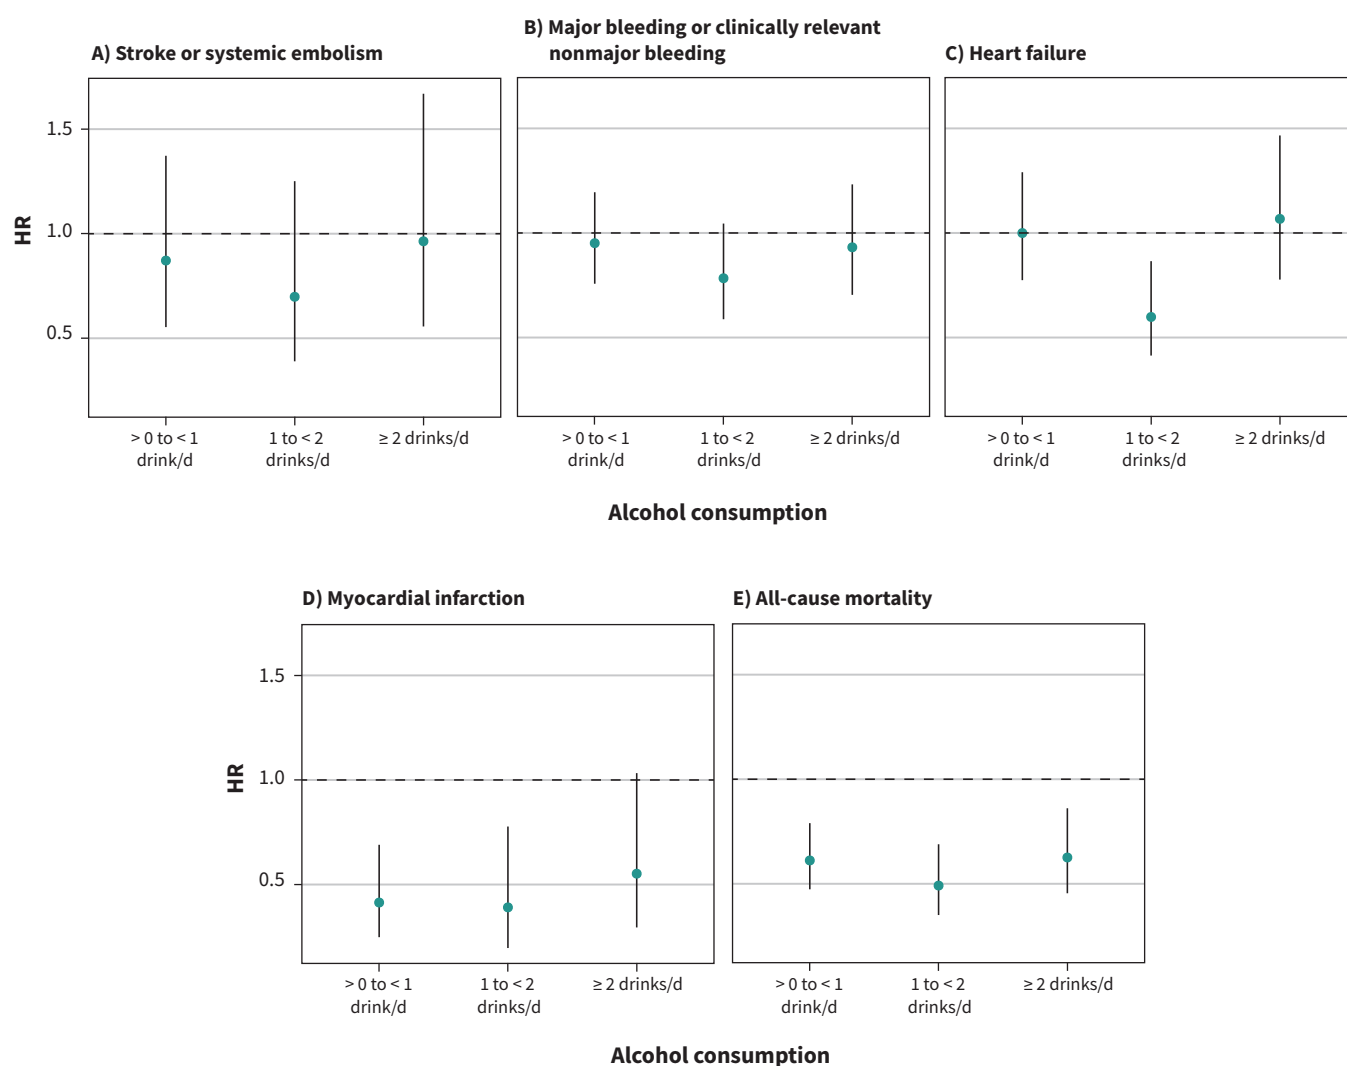 A) Stroke or systemic embolism
B) Major bleeding or clinically relevant
nonmajor bleeding
C) Heart failure
HR
1.5
1.0
0.5
> 0 to < 1
drink/d
1 to < 2
drinks/d
≥ 2 drinks/d
> 0 to < 1
drink/d
1 to < 2
drinks/d
≥ 2 drinks/d
> 0 to < 1
drink/d
1 to < 2
drinks/d
≥ 2 drinks/d
Alcohol consumption
D) Myocardial infarction
E) All-cause mortality
HR
1.5
1.0
0.5
> 0 to < 1
drink/d
1 to < 2
drinks/d
≥ 2 drinks/d
> 0 to < 1
drink/d
1 to < 2
drinks/d
≥ 2 drinks/d
Alcohol consumption